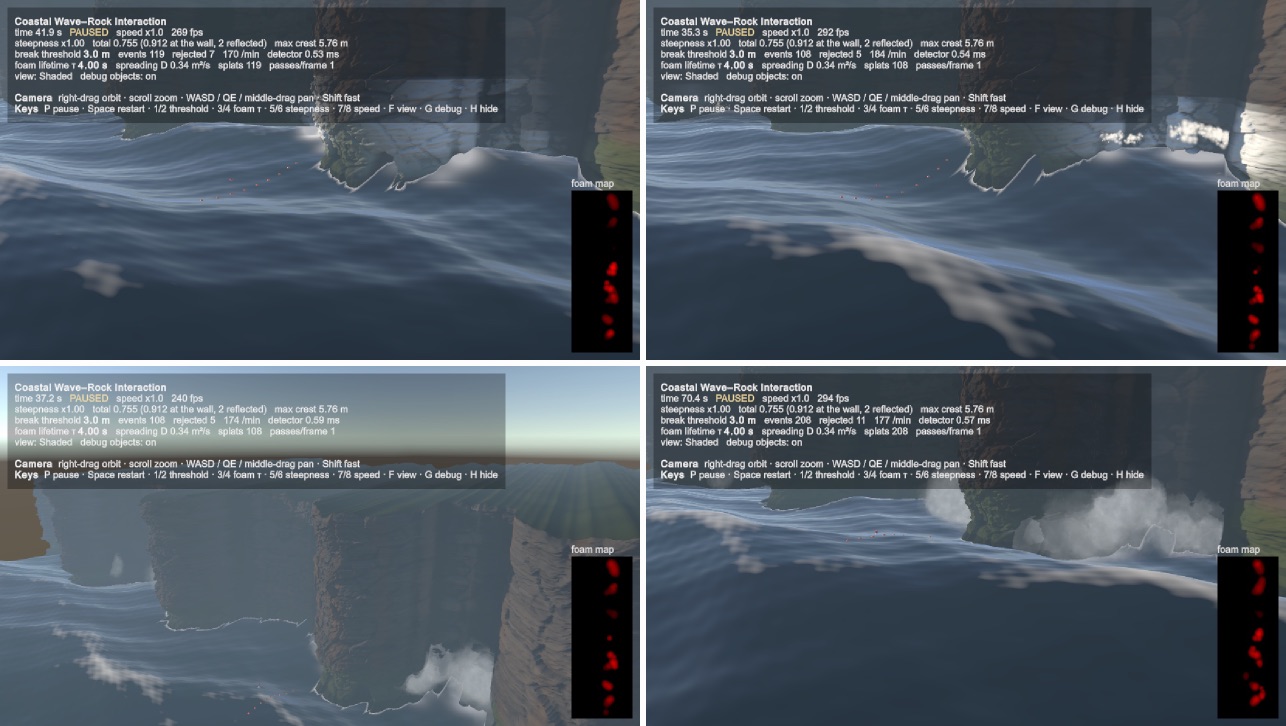 Coastal Wave–Rock Interaction
time 41.9 s PAUSED speed x1.0 269 fps
steepness x1.00 total 0.755 (0.912 at the wall, 2 reflected) max crest 5.76 m
break threshold 3.0 m events 119 rejected 7 170 /min detector 0.53 ms
foam lifetime τ 4.00 s spreading D 0.34 m²/s splats 119 passes/frame 1
view: Shaded debug objects: on
Camera right-drag orbit · scroll zoom · WASD / QE / middle-drag pan · Shift fast
Keys P pause · Space restart · 1/2 threshold · 3/4 foam τ · 5/6 steepness · 7/8 speed · F view · G debug · H hide
foam map
Coastal Wave–Rock Interaction
time 35.3 s PAUSED speed x1.0 292 fps
steepness x1.00 total 0.755 (0.912 at the wall, 2 reflected) max crest 5.76 m
break threshold 3.0 m events 108 rejected 5 184 /min detector 0.54 ms
foam lifetime τ 4.00 s spreading D 0.34 m²/s splats 108 passes/frame 1
view: Shaded debug objects: on
Camera right-drag orbit · scroll zoom · WASD / QE / middle-drag pan · Shift fast
Keys P pause · Space restart · 1/2 threshold · 3/4 foam τ · 5/6 steepness · 7/8 speed · F view · G debug · H hide
foam map
Coastal Wave–Rock Interaction
time 37.2 s PAUSED speed x1.0 240 fps
steepness x1.00 total 0.755 (0.912 at the wall, 2 reflected) max crest 5.76 m
break threshold 3.0 m events 108 rejected 5 174 /min detector 0.59 ms
foam lifetime τ 4.00 s spreading D 0.34 m²/s splats 108 passes/frame 1
view: Shaded debug objects: on
Camera right-drag orbit · scroll zoom · WASD / QE / middle-drag pan · Shift fast
Keys P pause · Space restart · 1/2 threshold · 3/4 foam τ · 5/6 steepness · 7/8 speed · F view · G debug · H hide
foam map
Coastal Wave–Rock Interaction
time 70.4 s PAUSED speed x1.0 294 fps
steepness x1.00 total 0.755 (0.912 at the wall, 2 reflected) max crest 5.76 m
break threshold 3.0 m events 208 rejected 11 177 /min detector 0.57 ms
foam lifetime τ 4.00 s spreading D 0.34 m²/s splats 208 passes/frame 1
view: Shaded debug objects: on
Camera right-drag orbit · scroll zoom · WASD / QE / middle-drag pan · Shift fast
Keys P pause · Space restart · 1/2 threshold · 3/4 foam τ · 5/6 steepness · 7/8 speed · F view · G debug · H hide
foam map